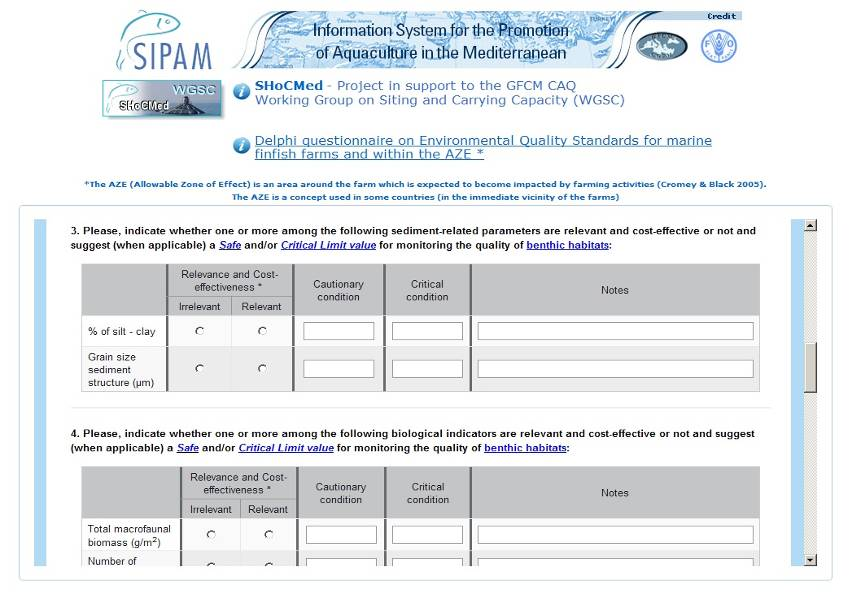 Credit
SIPAM
Information System for the Promotion
of Aquaculture in the Mediterranean
TURKEY
FAO
WGSC
SHoCMed
SHoCMed - Project in support to the GFCM CAQ
Working Group on Siting and Carrying Capacity (WGSC)
Delphi questionnaire on Environmental Quality Standards for marine
finfish farms and within the AZE *
*The AZE (Allowable Zone of Effect) is an area around the farm which is expected to become impacted by farming activities (Cromey & Black 2005).
The AZE is a concept used in some countries (in the immediate vicinity of the farms)
3. Please, indicate whether one or more among the following sediment-related parameters are relevant and cost-effective or not and
suggest (when applicable) a Safe and/or Critical Limit value for monitoring the quality of benthic habitats:
Relevance and Cost-
effectiveness *
Cautionary
condition
Critical
condition
Notes
Irrelevant
Relevant
% of silt - clay
Grain size
sediment
structure (µm)
4. Please, indicate whether one or more among the following biological indicators are relevant and cost-effective or not and suggest
(when applicable) a Safe and/or Critical Limit value for monitoring the quality of benthic habitats:
Relevance and Cost-
effectiveness *
Cautionary
condition
Critical
condition
Notes
Irrelevant
Relevant
Total macrofaunal
biomass (g/m²)
Number of